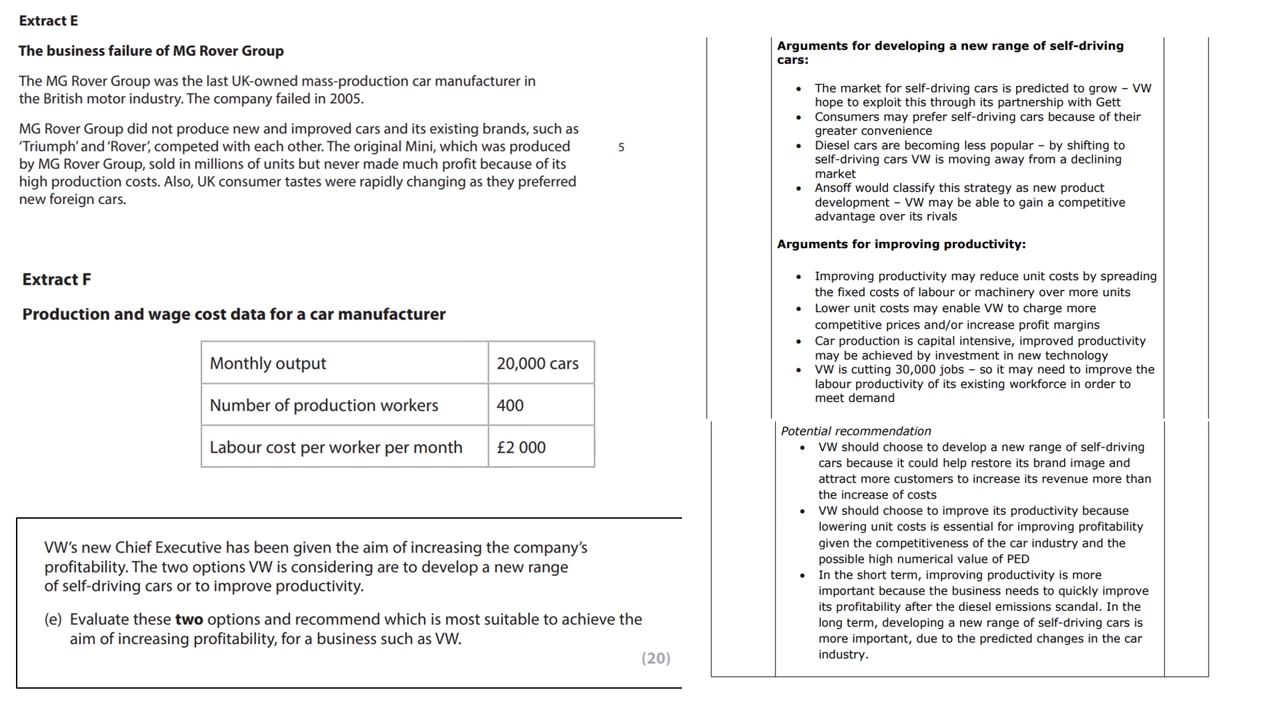 Extract E
The business failure of MG Rover Group
The MG Rover Group was the last UK-owned mass-production car manufacturer in
the British motor industry. The company failed in 2005.
MG Rover Group did not produce new and improved cars and its existing brands, such as
‘Triumph’ and ‘Rover’, competed with each other. The original Mini, which was produced
5
by MG Rover Group, sold in millions of units but never made much profit because of its
high production costs. Also, UK consumer tastes were rapidly changing as they preferred
new foreign cars.
Extract F
Production and wage cost data for a car manufacturer
Monthly output 20,000 cars
Number of production workers 400
Labour cost per worker per month £2 000
VW’s new Chief Executive has been given the aim of increasing the company’s
profitability. The two options VW is considering are to develop a new range
of self-driving cars or to improve productivity.
(e) Evaluate these two options and recommend which is most suitable to achieve the
aim of increasing profitability, for a business such as VW.
(20)
Arguments for developing a new range of self-driving
cars:
• The market for self-driving cars is predicted to grow – VW
hope to exploit this through its partnership with Gett
• Consumers may prefer self-driving cars because of their
greater convenience
• Diesel cars are becoming less popular – by shifting to
self-driving cars VW is moving away from a declining
market
• Ansoff would classify this strategy as new product
development – VW may be able to gain a competitive
advantage over its rivals
Arguments for improving productivity:
• Improving productivity may reduce unit costs by spreading
the fixed costs of labour or machinery over more units
• Lower unit costs may enable VW to charge more
competitive prices and/or increase profit margins
• Car production is capital intensive, improved productivity
may be achieved by investment in new technology
• VW is cutting 30,000 jobs – so it may need to improve the
labour productivity of its existing workforce in order to
meet demand
Potential recommendation
• VW should choose to develop a new range of self-driving
cars because it could help restore its brand image and
attract more customers to increase its revenue more than
the increase of costs
• VW should choose to improve its productivity because
lowering unit costs is essential for improving profitability
given the competitiveness of the car industry and the
possible high numerical value of PED
• In the short term, improving productivity is more
important because the business needs to quickly improve
its profitability after the diesel emissions scandal. In the
long term, developing a new range of self-driving cars is
more important, due to the predicted changes in the car
industry.